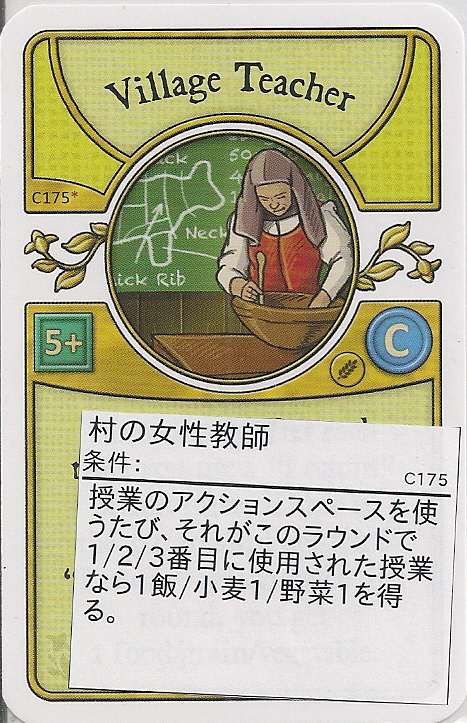 Village Teacher
C175*
ck
50
Neck
ick Rib
5+
C
村の女性教師
条件:
C175
授業のアクションスペースを使
うたび、それがこのラウンドで
1/2/3番目に使用された授業
なら1飯/小麦1/野菜1を得
る。